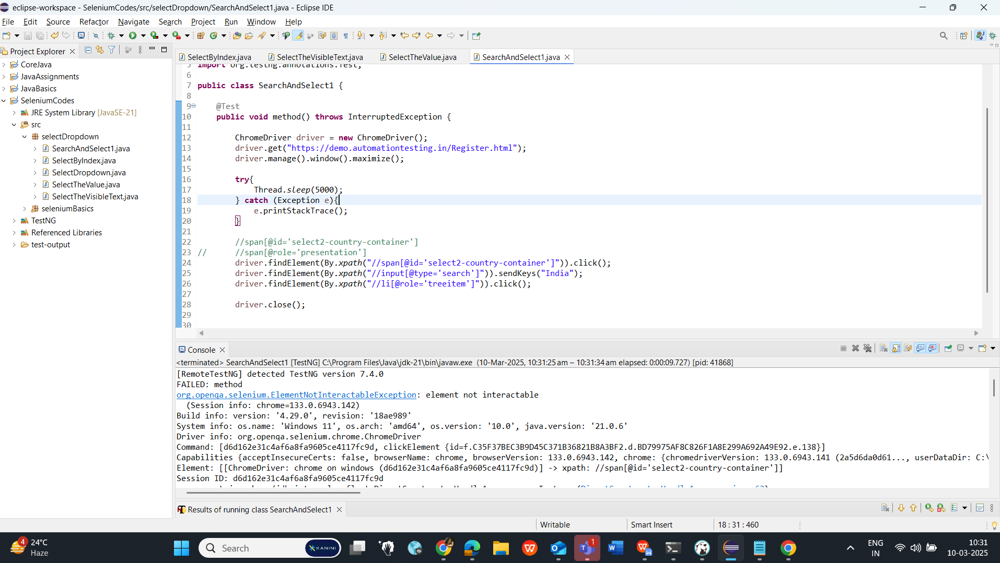 eclipse-workspace - SeleniumCodes/src/selectDropdown/SearchAndSelect1.java - Eclipse IDE
File Edit Source Refactor Navigate Search Project Run Window Help
Project Explorer
CoreJava
JavaAssignments
JavaBasics
SeleniumCodes
JRE System Library [JavaSE-21]
src
selectDropdown
SearchAndSelect1.java
SelectByIndex.java
SelectDropdown.java
SelectTheValue.java
SelectTheVisibleText.java
seleniumBasics
TestNG
Referenced Libraries
test-output
SelectByIndex.java SelectTheVisibleText.java SelectTheValue.java SearchAndSelect1.java
5 import org.testng.annotations.Test;
6
7 public class SearchAndSelect1 {
8
9 @Test
10 public void method() throws InterruptedException {
11
12 ChromeDriver driver = new ChromeDriver();
13 driver.get("https://demo.automationtesting.in/Register.html");
14 driver.manage().window().maximize();
15
16 try{
17 Thread.sleep(5000);
18 } catch (Exception e){
19 e.printStackTrace();
20 }
21
22 //span[@id='select2-country-container']
23 // //span[@role='presentation']
24 driver.findElement(By.xpath("//span[@id='select2-country-container']")).click();
25 driver.findElement(By.xpath("//input[@type='search']")).sendKeys("India");
26 driver.findElement(By.xpath("//li[@role='treeitem']")).click();
27
28 driver.close();
29
30
Console
<terminated> SearchAndSelect1 [TestNG] C:\Program Files\Java\jdk-21\bin\javaw.exe (10-Mar-2025, 10:31:25 am – 10:31:34 am elapsed: 0:00:09.727) [pid: 41868]
[RemoteTestNG] detected TestNG version 7.4.0
FAILED: method
org.openqa.selenium.ElementNotInteractableException: element not interactable
(Session info: chrome=133.0.6943.142)
Build info: version: '4.29.0', revision: '18ae989'
System info: os.name: 'Windows 11', os.arch: 'amd64', os.version: '10.0', java.version: '21.0.6'
Driver info: org.openqa.selenium.chrome.ChromeDriver
Command: [d6d162e31c4af6a8fa9605ce4117fc9d, clickElement {id=f.C35F37BEC3B9D45C371B36821B8A3BF2.d.BD79975AF8C826F1A8E299A692A49E92.e.138}]
Capabilities {acceptInsecureCerts: false, browserName: chrome, browserVersion: 133.0.6943.142, chrome: {chromedriverVersion: 133.0.6943.141 (2a5d6da0d61..., userDataDir: C:\
Element: [[ChromeDriver: chrome on windows (d6d162e31c4af6a8fa9605ce4117fc9d)] -> xpath: //span[@id='select2-country-container']]
Session ID: d6d162e31c4af6a8fa9605ce4117fc9d
Results of running class SearchAndSelect1
Writable Smart Insert 18 : 31 : 460
4
24°C
Haze
Search
KANINI
1
ENG
IN
10:31
10-03-2025